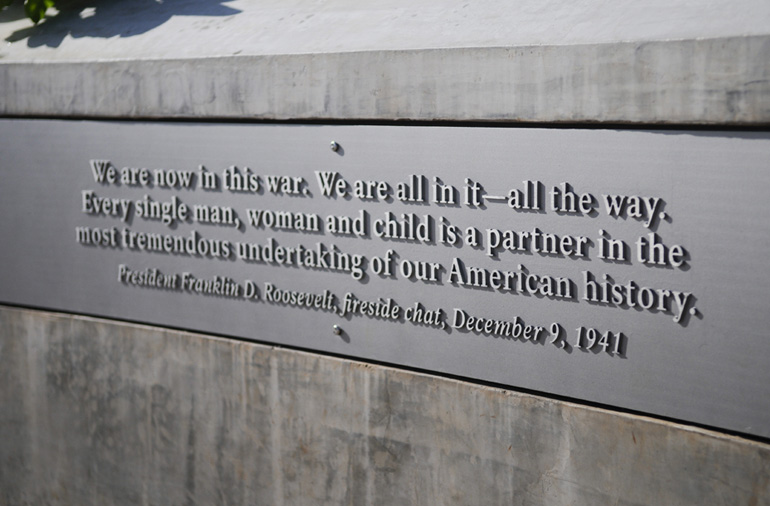 We are now in this war. We are all in it—all the way.
Every single man, woman and child is a partner in the
most tremendous undertaking of our American history.
President Franklin D. Roosevelt, fireside chat, December 9, 1941